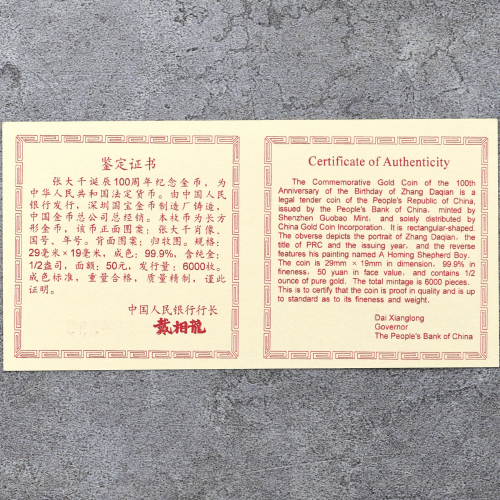 鉴定证书
张大千诞辰100周年纪念金币，为
中华人民共和国法定货币。由中国人民
银行发行，深圳国宝金币制造厂铸造，
中国金币总公司总经销。本枚币为长方
形金币，该币正面图案：张大千肖像、
国号、年号。背面图案：归牧图。规格：
29毫米×19毫米，成色：99.9%，含纯金：
1/2盎司，面额：50元，发行量：6000枚。
成色标准，重量合格，质量精制，谨此
证明。
中国人民银行行长
戴相龍
Certificate of Authenticity
The Commemorative Gold Coin of the 100th
Anniversary of the Birthday of Zhang Daqian is a
legal tender coin of the People's Republic of China,
issued by the People's Bank of China, minted by
Shenzhen Guobao Mint, and solely distributed by
China Gold Coin Incorporation. It is rectangular-shaped.
The obverse depicts the portrait of Zhang Daqian, the
title of PRC and the issuing year, and the reverse
features his painting named A Homing Shepherd Boy.
The coin is 29mm × 19mm in dimension, 99.9% in
fineness, 50 yuan in face value, and contains 1/2
ounce of pure gold. The total mintage is 6000 pieces.
This is to certify that the coin is proof in quality and is up
to standard as to its fineness and weight.
Dai Xianglong
Governor
The People's Bank of China